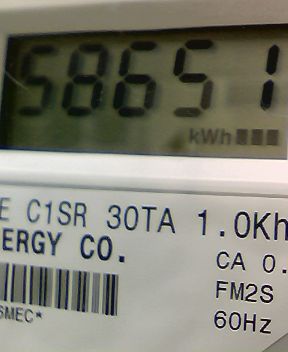 58651
kWh
E C1SR 30TA 1.0Kh
ERGY CO.
CA 0.
FM2S
SMEC*
60Hz